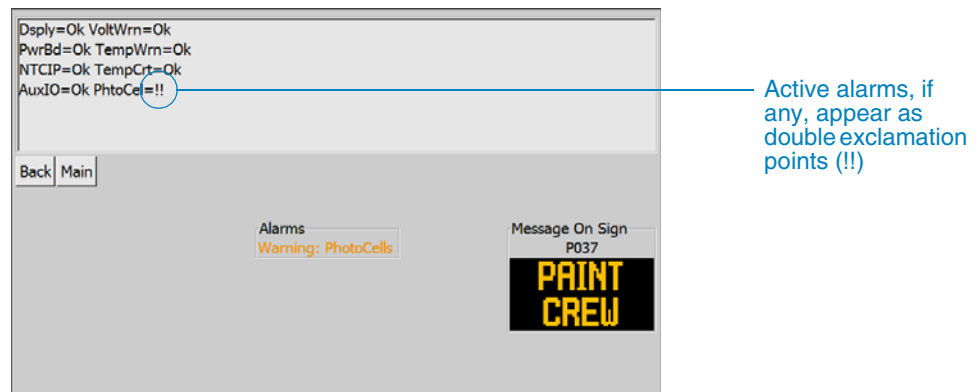 Dsply=Ok VoltWrn=Ok
PwrBd=Ok TempWrn=Ok
NTCIP=Ok TempCrt=Ok
AuxIO=Ok PhtoCel=!!
Active alarms, if
any, appear as
double exclamation
points (!!)
Back Main
Alarms
Warning: PhotoCells
Message On Sign
P037
PAINT
CREW